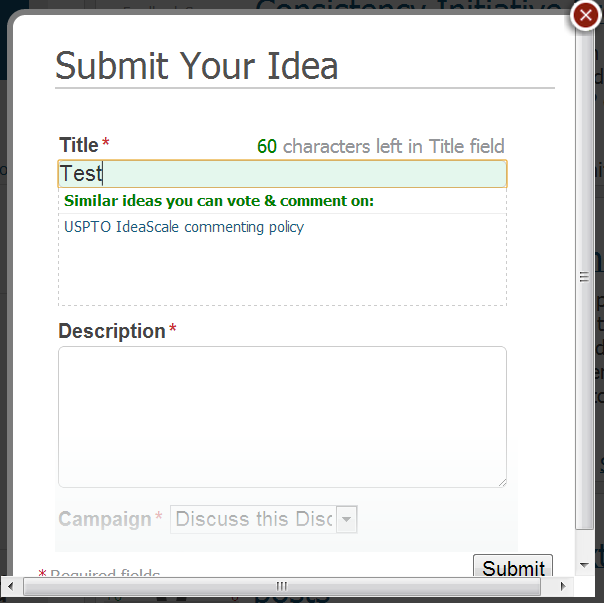 Consistency Initiative
Submit Your Idea
Title *
60 characters left in Title field
Test
Similar ideas you can vote & comment on:
USPTO IdeaScale commenting policy
Description *
Campaign *
Discuss this Disc
Submit
* Required fields
posts